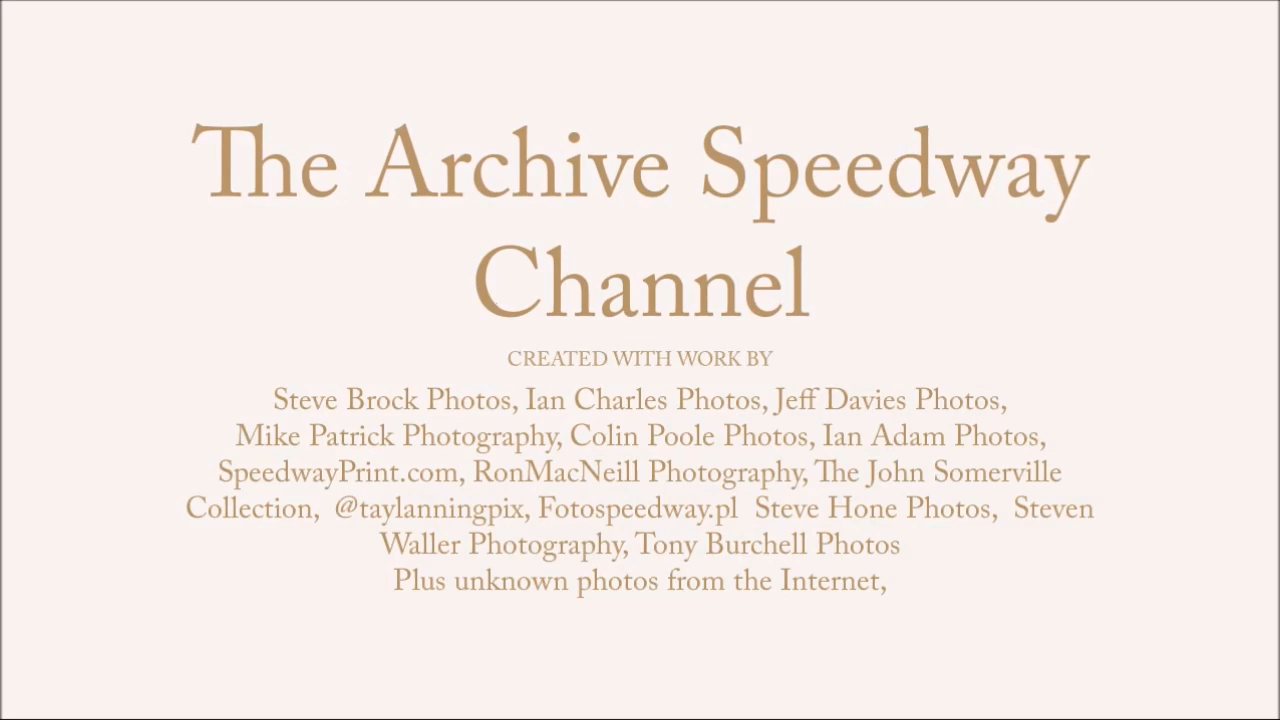 The Archive Speedway
Channel
CREATED WITH WORK BY
Steve Brock Photos, Ian Charles Photos, Jeff Davies Photos,
Mike Patrick Photography, Colin Poole Photos, Ian Adam Photos,
SpeedwayPrint.com, RonMacNeill Photography, The John Somerville
Collection,  @taylanningpix, Fotospeedway.pl  Steve Hone Photos,  Steven
Waller Photography, Tony Burchell Photos
Plus unknown photos from the Internet,